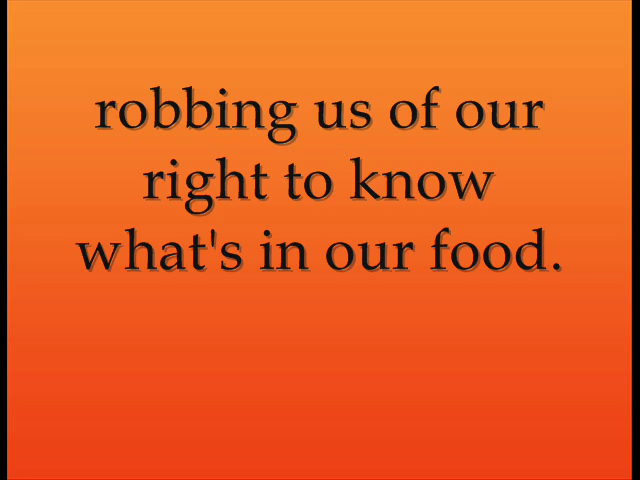 robbing us of our
right to know
what's in our food.